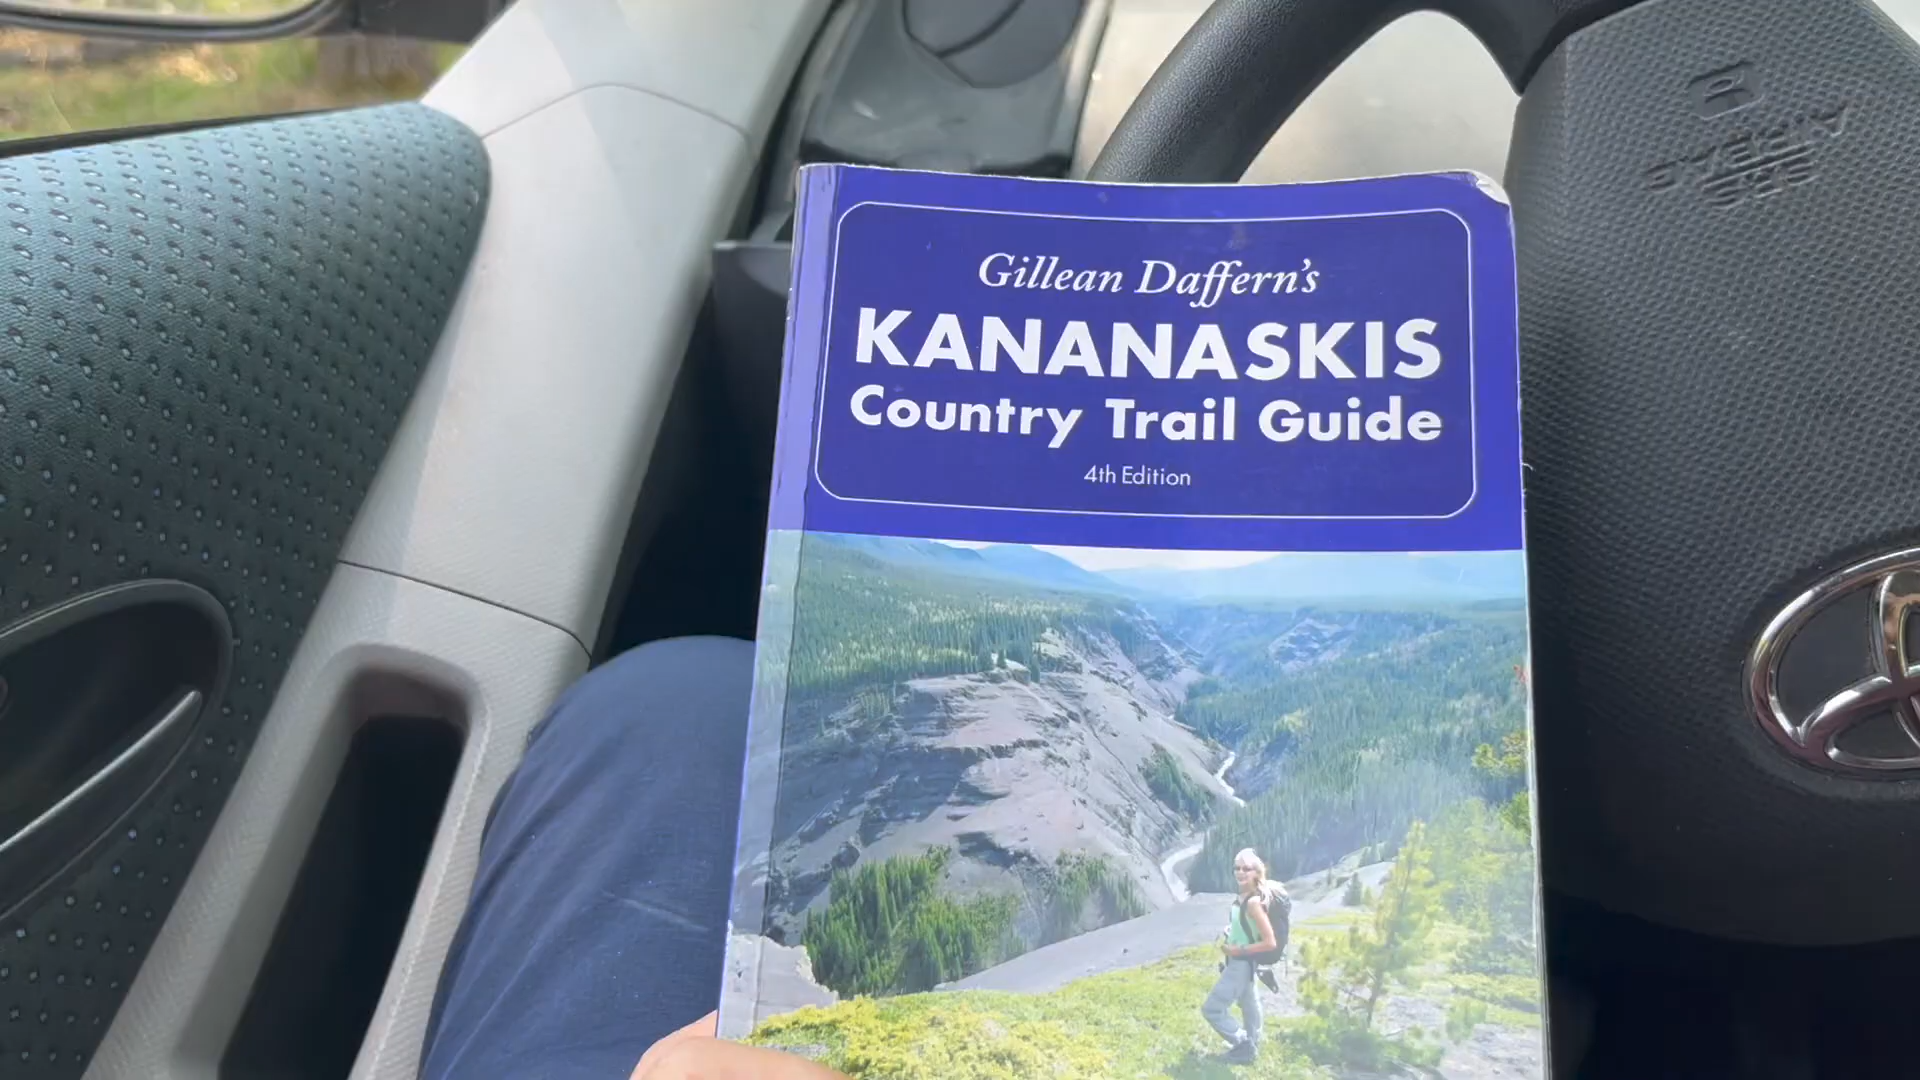 Gillean Daffern's
KANANASKIS
Country Trail Guide
4th Edition